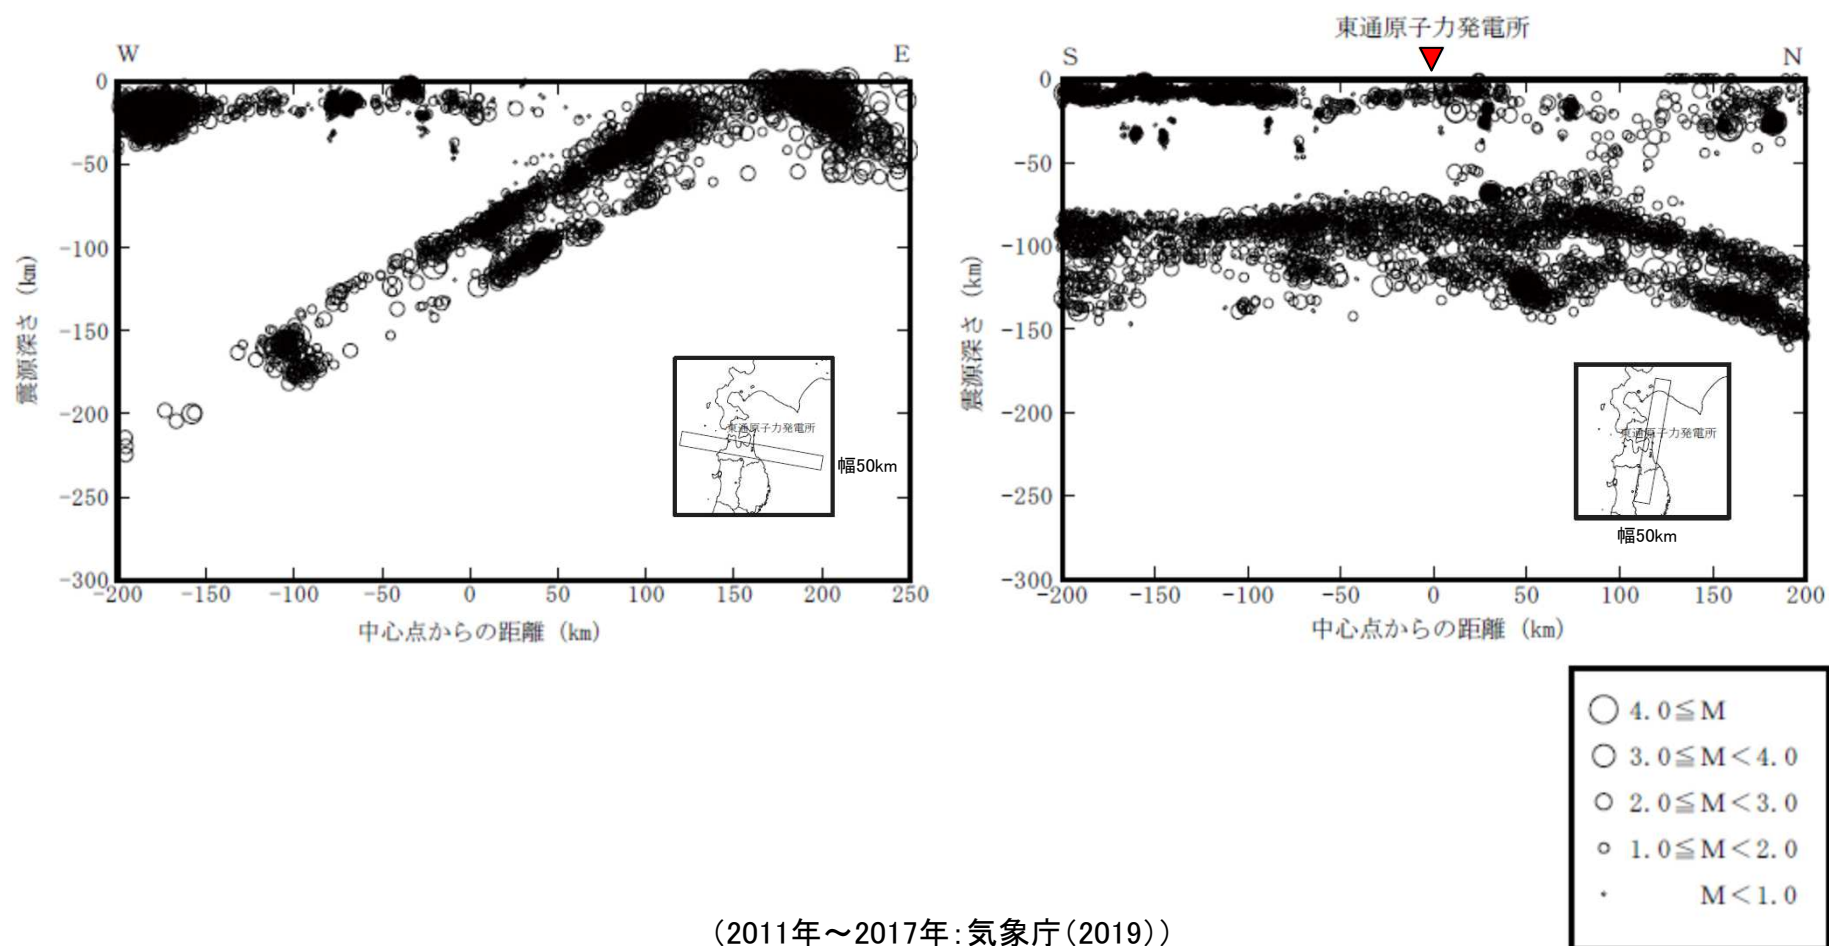 東通原子力発電所
W
E
0
-50
-100
-150
-200
-250
-300
震源深さ (km)
-200
-150
-100
-50
0
50
100
150
200
250
中心点からの距離 (km)
東通原子力発電所
幅50km
S
N
0
-50
-100
-150
-200
-250
-300
震源深さ (km)
-200
-150
-100
-50
0
50
100
150
200
中心点からの距離 (km)
東通原子力発電所
幅50km
4.0≦M
3.0≦M<4.0
2.0≦M<3.0
1.0≦M<2.0
M<1.0
(2011年～2017年:気象庁(2019))